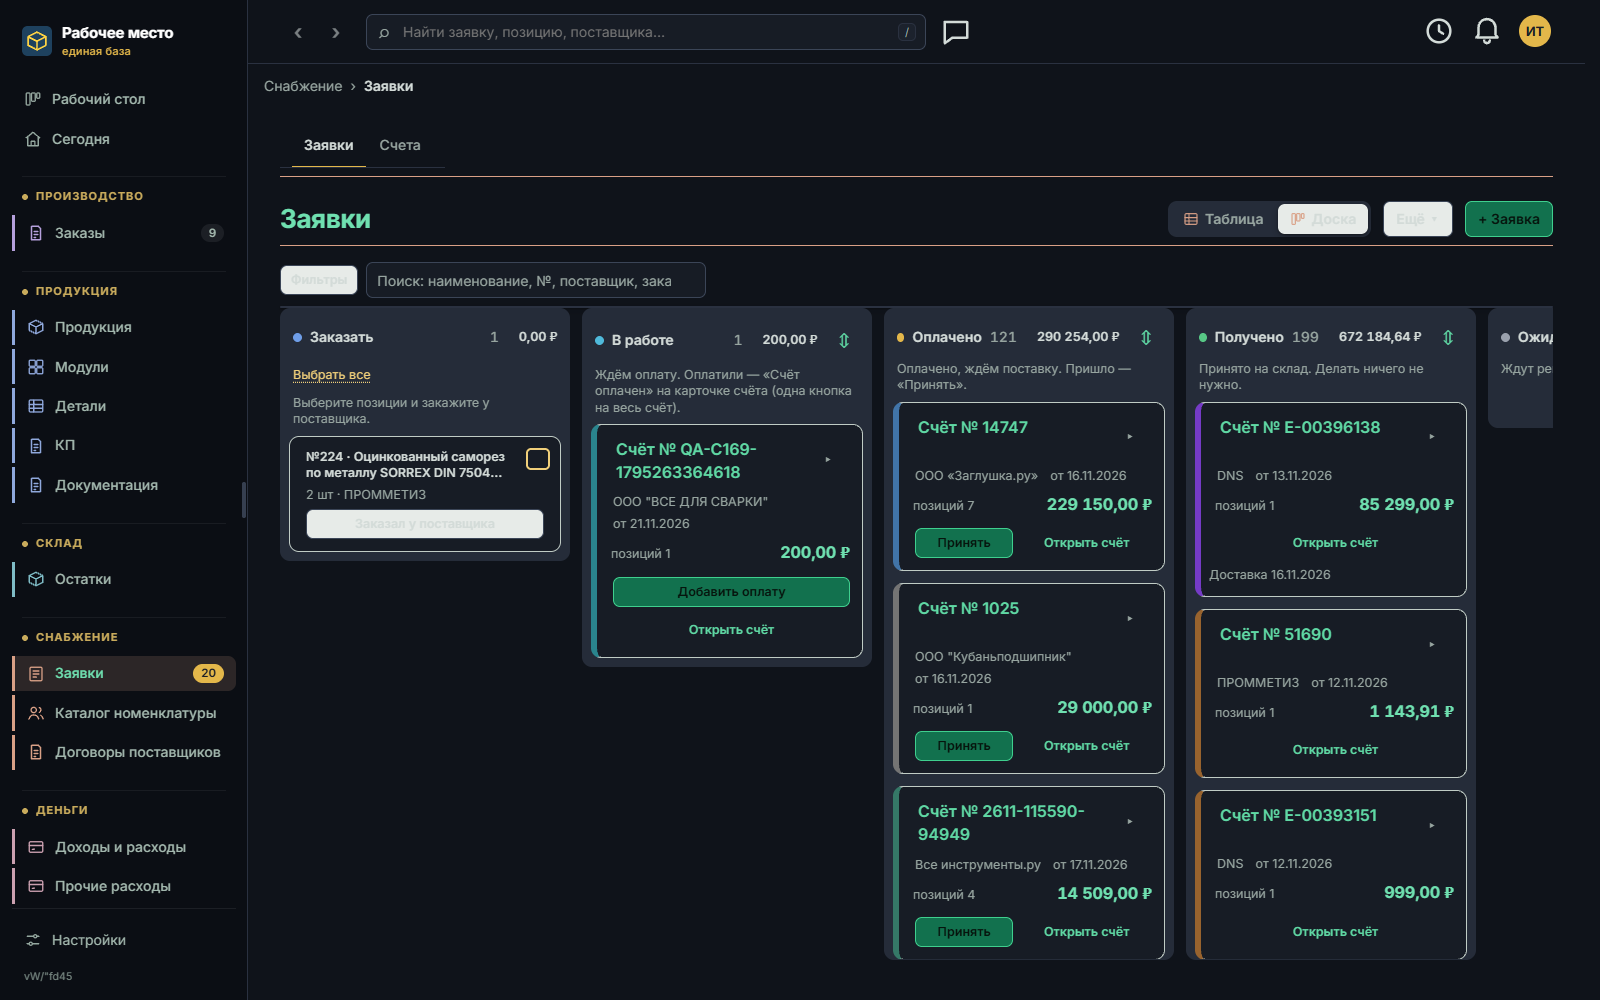 Рабочее место
единая база
Рабочий стол
Сегодня
ПРОИЗВОДСТВО
Заказы 9
ПРОДУКЦИЯ
Продукция
Модули
Детали
КП
Документация
СКЛАД
Остатки
СНАБЖЕНИЕ
Заявки 20
Каталог номенклатуры
Договоры поставщиков
ДЕНЬГИ
Доходы и расходы
Прочие расходы
Настройки
vW/"fd45
Найти заявку, позицию, поставщика... /
ИТ
Снабжение › Заявки
Заявки Счета
Заявки
Таблица Доска Ещё + Заявка
Фильтры Поиск: наименование, №, поставщик, зака
Заказать 1 0,00 ₽
Выбрать все
Выберите позиции и закажите у
поставщика.
№224 · Оцинкованный саморез
по металлу SORREX DIN 7504...
2 шт · ПРОММЕТИЗ
Заказал у поставщика
В работе 1 200,00 ₽
Ждём оплату. Оплатили — «Счёт
оплачен» на карточке счёта (одна кнопка
на весь счёт).
Счёт № QA-C169-
1795263364618
ООО "ВСЕ ДЛЯ СВАРКИ"
от 21.11.2026
позиций 1 200,00 ₽
Добавить оплату
Открыть счёт
Оплачено 121 290 254,00 ₽
Оплачено, ждём поставку. Пришло —
«Принять».
Счёт № 14747
ООО «Заглушка.ру» от 16.11.2026
позиций 7 229 150,00 ₽
Принять Открыть счёт
Счёт № 1025
ООО "Кубаньподшипник"
от 16.11.2026
позиций 1 29 000,00 ₽
Принять Открыть счёт
Счёт № 2611-115590-
94949
Все инструменты.ру от 17.11.2026
позиций 4 14 509,00 ₽
Принять Открыть счёт
Получено 199 672 184,64 ₽
Принято на склад. Делать ничего не
нужно.
Счёт № E-00396138
DNS от 13.11.2026
позиций 1 85 299,00 ₽
Открыть счёт
Доставка 16.11.2026
Счёт № 51690
ПРОММЕТИЗ от 12.11.2026
позиций 1 1 143,91 ₽
Открыть счёт
Счёт № E-00393151
DNS от 12.11.2026
позиций 1 999,00 ₽
Открыть счёт
Ожид
Ждут ре